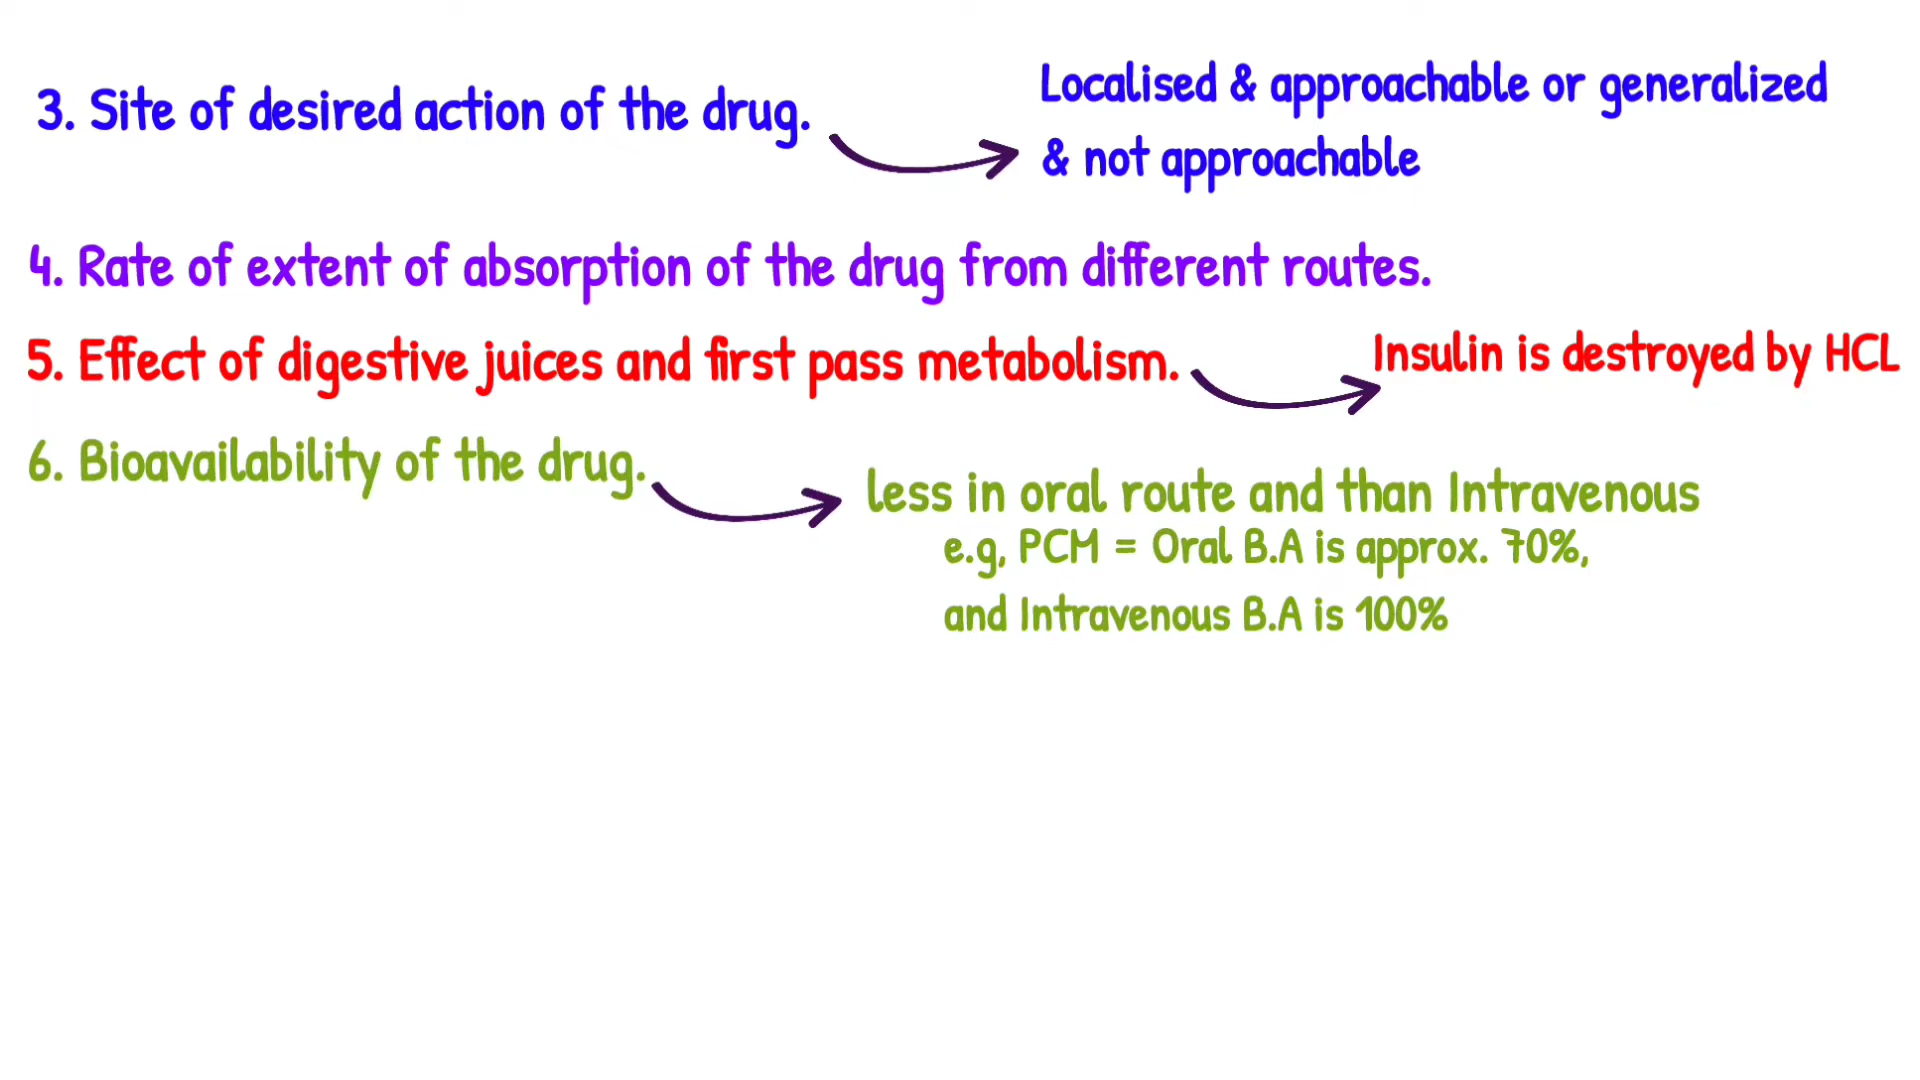 3. Site of desired action of the drug.
Localised & approachable or generalized
& not approachable
4. Rate of extent of absorption of the drug from different routes.
5. Effect of digestive juices and first pass metabolism.
Insulin is destroyed by HCL
6. Bioavailability of the drug.
less in oral route and than Intravenous
e.g, PCM = Oral B.A is approx. 70%,
and Intravenous B.A is 100%